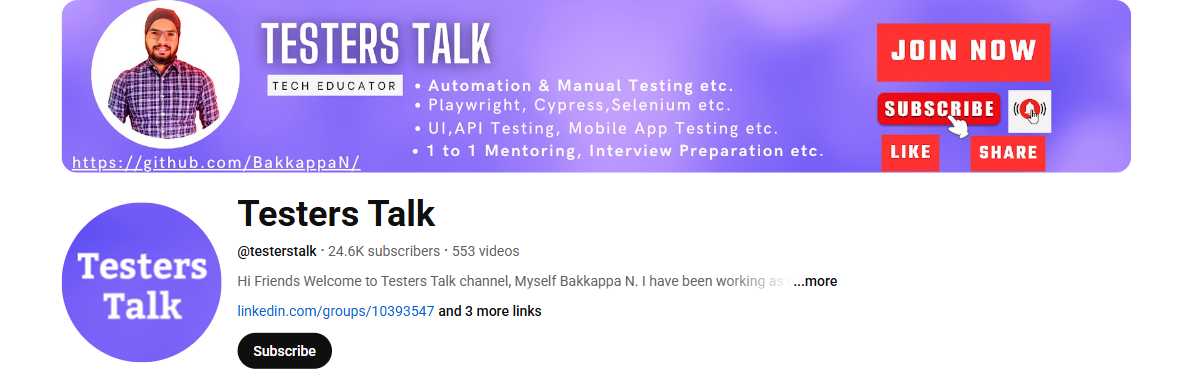 TESTERS TALK
TECH EDUCATOR
• Automation & Manual Testing etc.
• Playwright, Cypress,Selenium etc.
• UI,API Testing, Mobile App Testing etc.
• 1 to 1 Mentoring, Interview Preparation etc.
https://github.com/BakkappaN/
JOIN NOW
SUBSCRIBE
LIKE
SHARE
Testers
Talk
Testers Talk
@testerstalk · 24.6K subscribers · 553 videos
Hi Friends Welcome to Testers Talk channel, Myself Bakkappa N. I have been working as ...more
linkedin.com/groups/10393547 and 3 more links
Subscribe